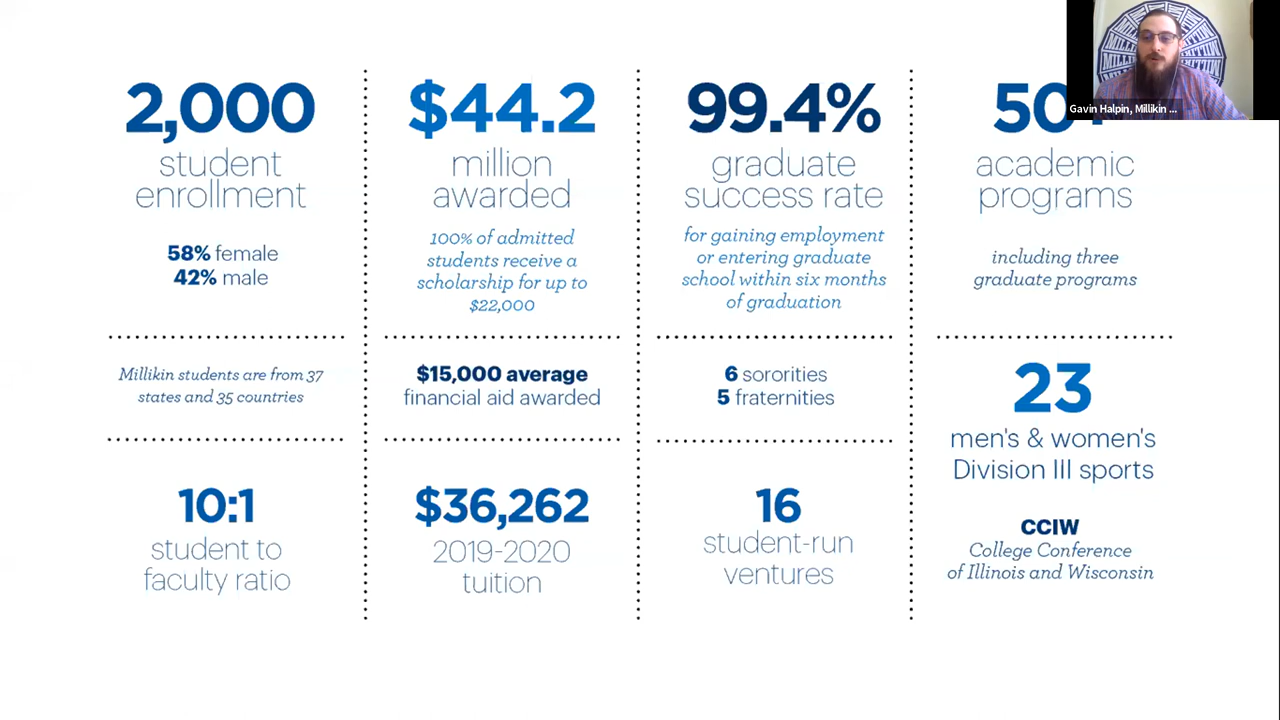 2,000
student
enrollment
58% female
42% male
Millikin students are from 37
states and 35 countries
10:1
student to
faculty ratio
$44.2
million
awarded
100% of admitted
students receive a
scholarship for up to
$22,000
$15,000 average
financial aid awarded
$36,262
2019-2020
tuition
99.4%
graduate
success rate
for gaining employment
or entering graduate
school within six months
of graduation
6 sororities
5 fraternities
16
student-run
ventures
50+
academic
programs
including three
graduate programs
23
men's & women's
Division III sports
CCIW
College Conference
of Illinois and Wisconsin
Gavin Halpin, Millikin ...